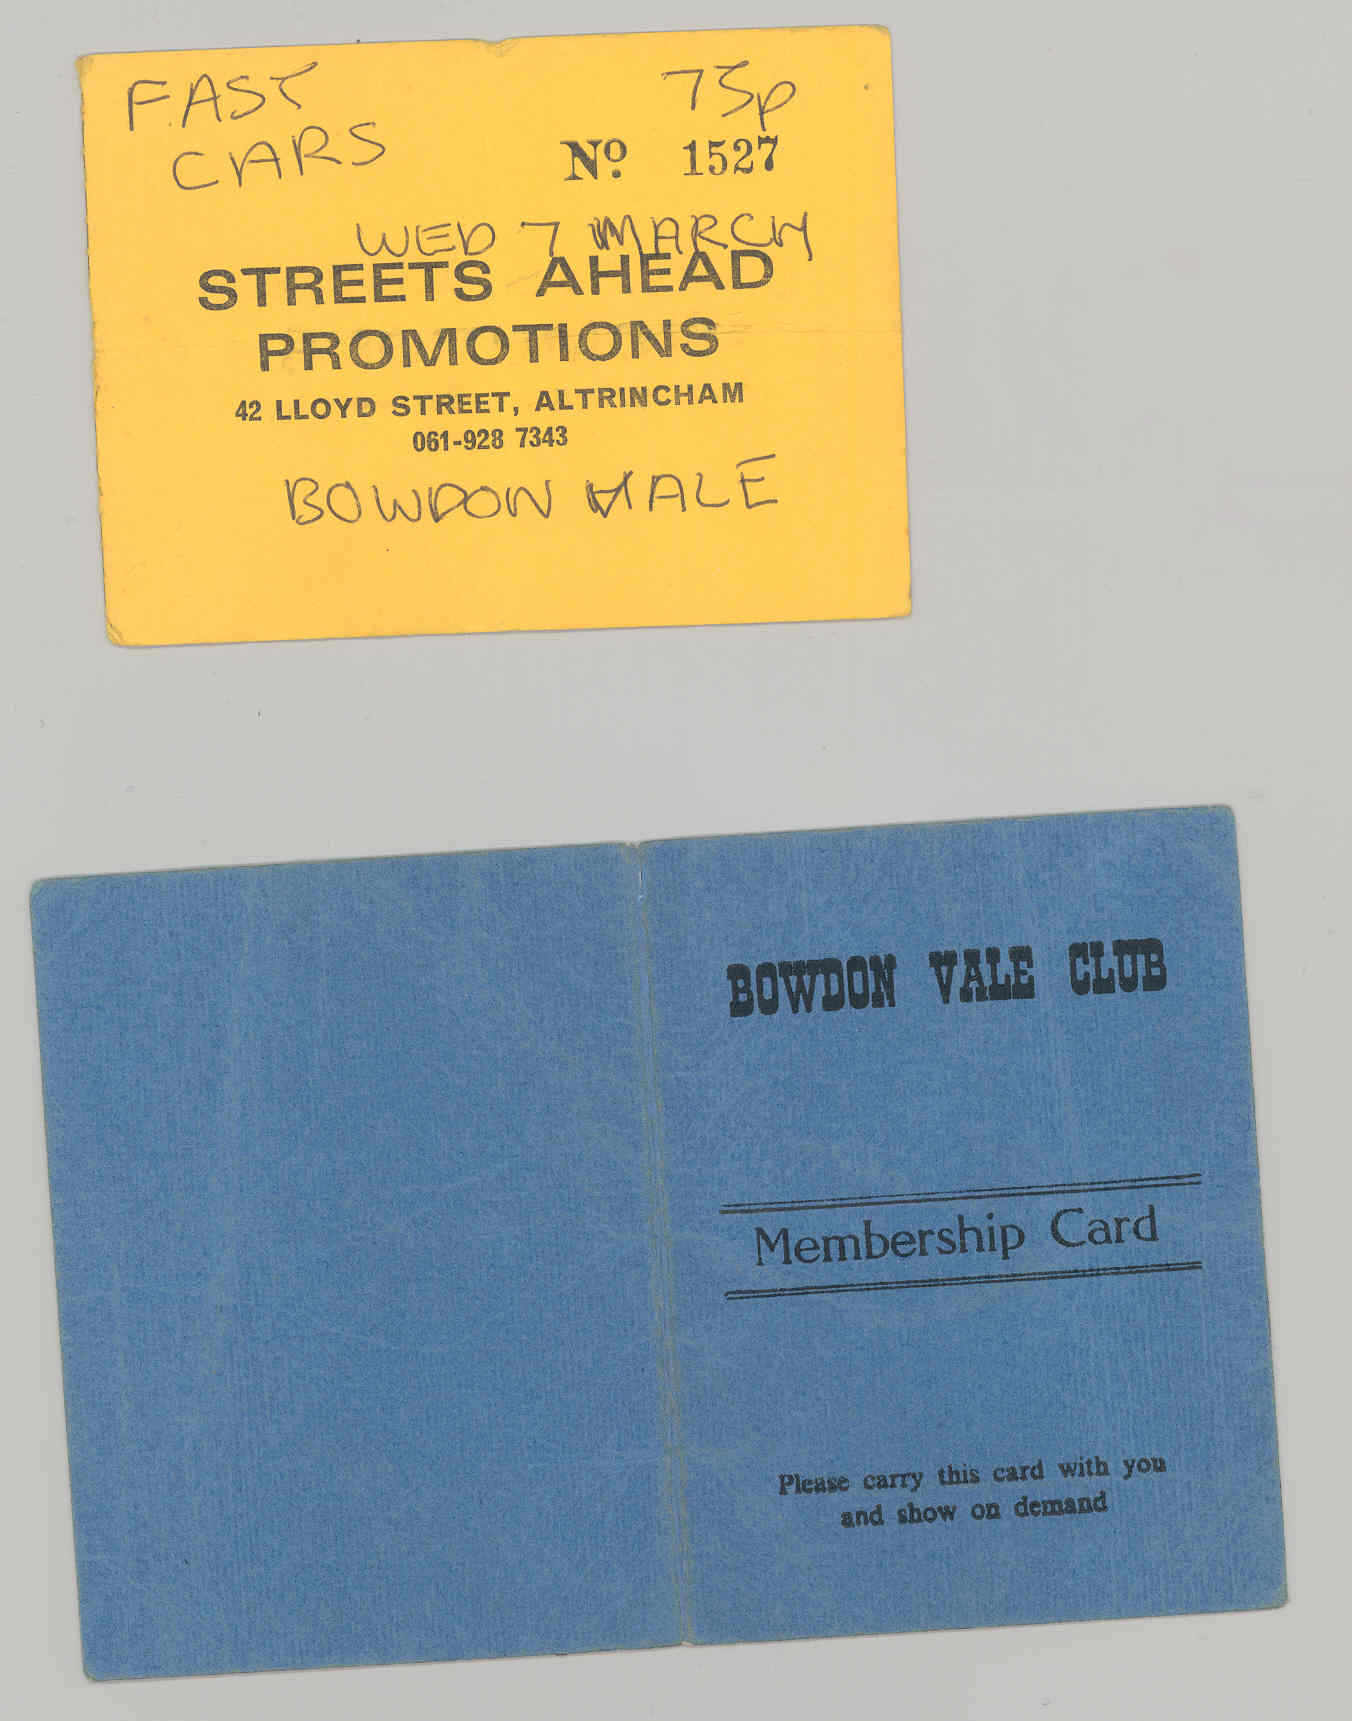 FAST 75p
CARS
Nº 1527
WED 7 MARCH
STREETS AHEAD
PROMOTIONS
42 LLOYD STREET, ALTRINCHAM
061-928 7343
BOWDON VALE
BOWDON VALE CLUB
Membership Card
Please carry this card with you
and show on demand